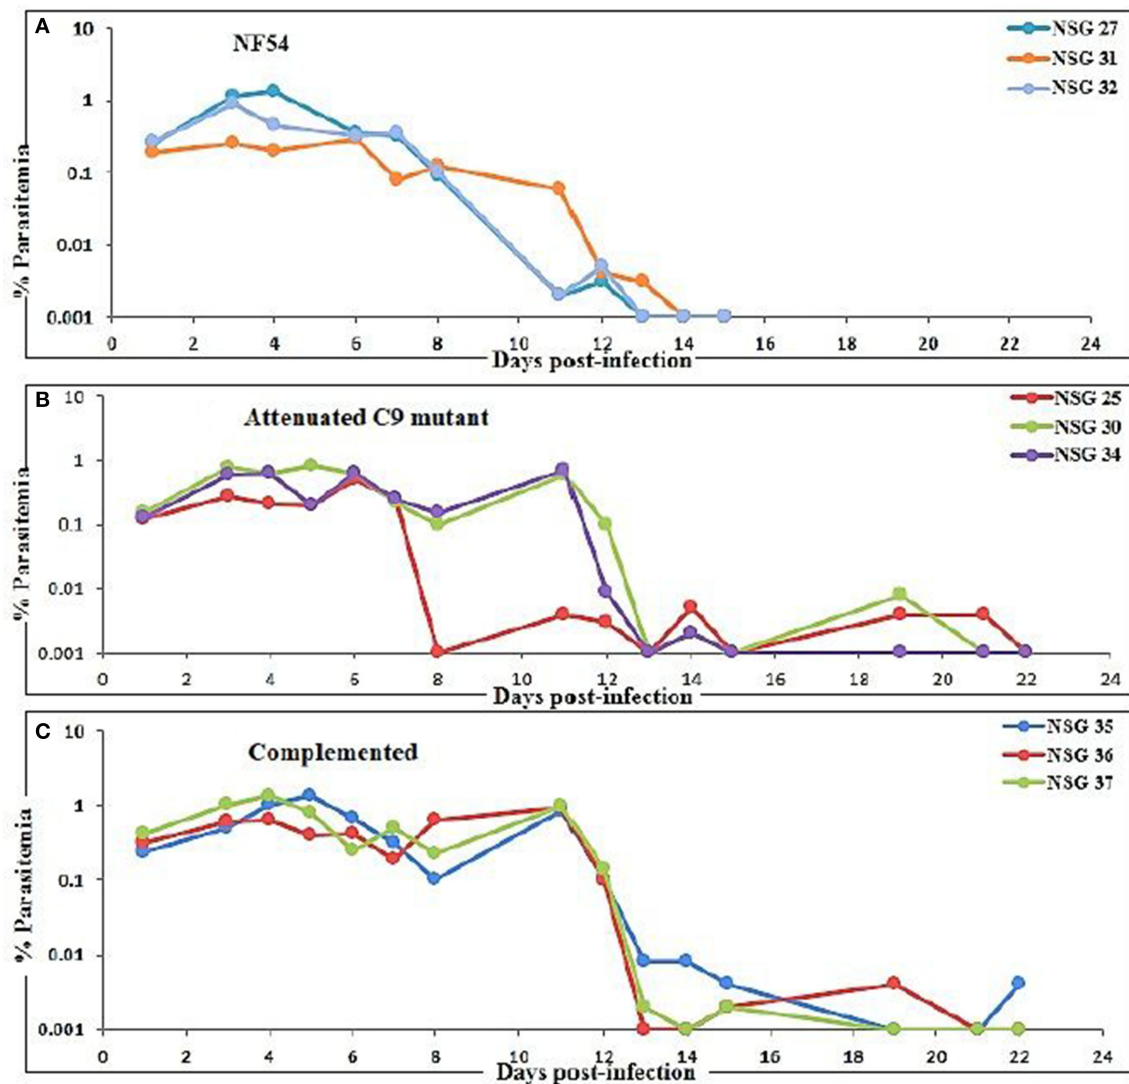 A
NF54
NSG 27
NSG 31
NSG 32
% Parasitemia
10
1
0.1
0.01
0.001
0 2 4 6 8 10 12 14 16 18 20 22 24
Days post-infection
B
Attenuated C9 mutant
NSG 25
NSG 30
NSG 34
% Parasitemia
10
1
0.1
0.01
0.001
0 2 4 6 8 10 12 14 16 18 20 22 24
Days post-infection
C
Complemented
NSG 35
NSG 36
NSG 37
% Parasitemia
10
1
0.1
0.01
0.001
0 2 4 6 8 10 12 14 16 18 20 22 24
Days post-infection